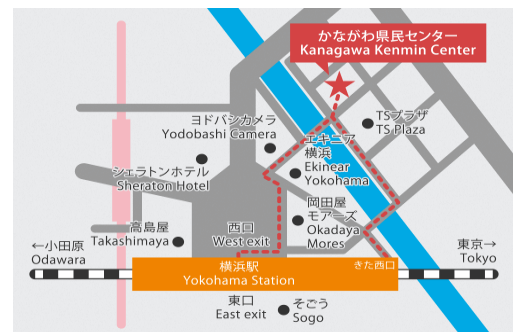 かながわ県民センター
Kanagawa Kenmin Center
ヨドバシカメラ
Yodobashi Camera
TSプラザ
TS Plaza
エキニア
横浜
Ekinear
Yokohama
シェラトンホテル
Sheraton Hotel
岡田屋
モアーズ
Okadaya
Mores
高島屋
Takashimaya
西口
West exit
←小田原
Odawara
東京→
Tokyo
横浜駅
Yokohama Station
きた西口
東口
East exit
そごう
Sogo